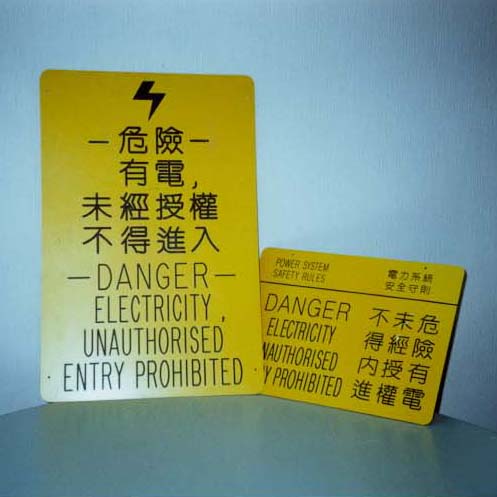 －危險－
有電,
未經授權
不得進入
—DANGER—
ELECTRICITY,
UNAUTHORISED
ENTRY PROHIBITED
POWER SYSTEM
SAFETY RULES
電力系統
安全守則
DANGER
ELECTRICITY
NAUTHORISED
Y PROHIBITED
危險有電
未經授權
不得內進